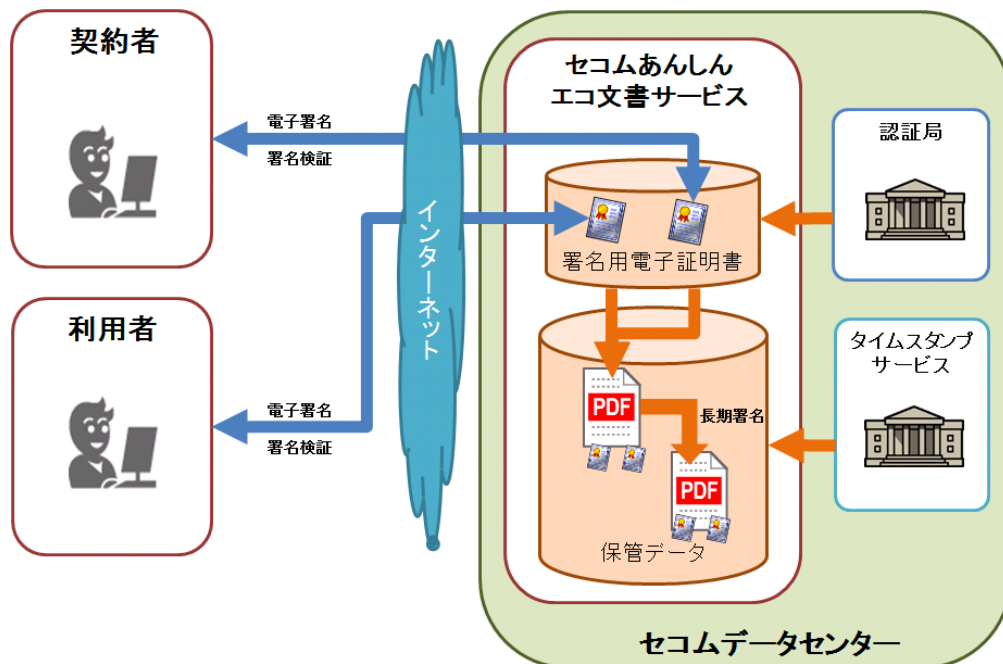 契約者
電子署名
署名検証
利用者
電子署名
署名検証
インターネット
セコムあんしん
エコ文書サービス
署名用電子証明書
PDF
長期署名
PDF
保管データ
認証局
タイムスタンプ
サービス
セコムデータセンター